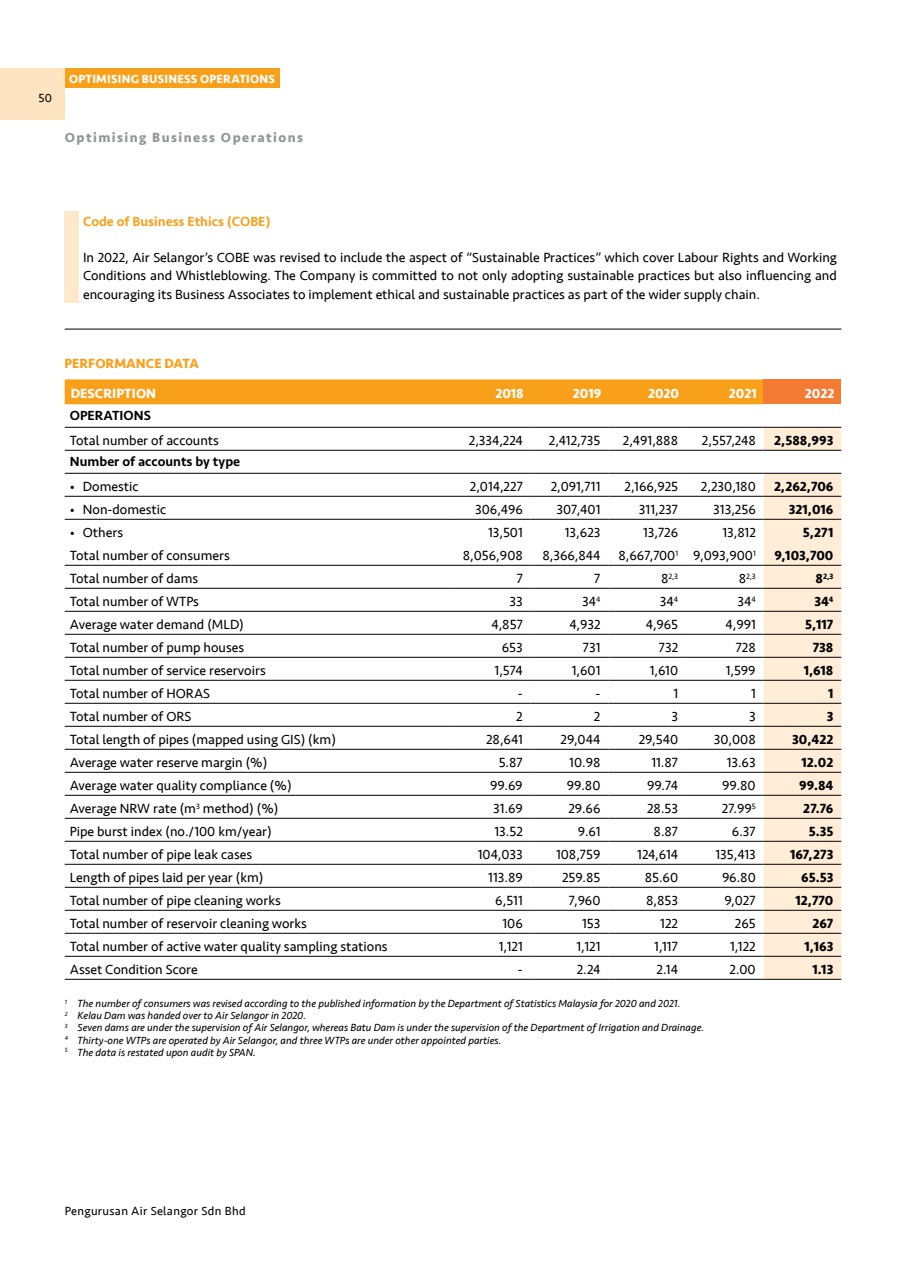 OPTIMISING BUSINESS OPERATIONS
50
Optimising Business Operations
Code of Business Ethics (COBE)
In 2022, Air Selangor’s COBE was revised to include the aspect of “Sustainable Practices” which cover Labour Rights and Working
Conditions and Whistleblowing. The Company is committed to not only adopting sustainable practices but also influencing and
encouraging its Business Associates to implement ethical and sustainable practices as part of the wider supply chain.
PERFORMANCE DATA
DESCRIPTION 2018 2019 2020 2021 2022
OPERATIONS
Total number of accounts 2,334,224 2,412,735 2,491,888 2,557,248 2,588,993
Number of accounts by type
• Domestic 2,014,227 2,091,711 2,166,925 2,230,180 2,262,706
• Non-domestic 306,496 307,401 311,237 313,256 321,016
• Others 13,501 13,623 13,726 13,812 5,271
Total number of consumers 8,056,908 8,366,844 8,667,700¹ 9,093,900¹ 9,103,700
Total number of dams 7 7 8²,³ 8²,³ 8²,³
Total number of WTPs 33 34⁴ 34⁴ 34⁴ 34⁴
Average water demand (MLD) 4,857 4,932 4,965 4,991 5,117
Total number of pump houses 653 731 732 728 738
Total number of service reservoirs 1,574 1,601 1,610 1,599 1,618
Total number of HORAS - - 1 1 1
Total number of ORS 2 2 3 3 3
Total length of pipes (mapped using GIS) (km) 28,641 29,044 29,540 30,008 30,422
Average water reserve margin (%) 5.87 10.98 11.87 13.63 12.02
Average water quality compliance (%) 99.69 99.80 99.74 99.80 99.84
Average NRW rate (m³ method) (%) 31.69 29.66 28.53 27.99⁵ 27.76
Pipe burst index (no./100 km/year) 13.52 9.61 8.87 6.37 5.35
Total number of pipe leak cases 104,033 108,759 124,614 135,413 167,273
Length of pipes laid per year (km) 113.89 259.85 85.60 96.80 65.53
Total number of pipe cleaning works 6,511 7,960 8,853 9,027 12,770
Total number of reservoir cleaning works 106 153 122 265 267
Total number of active water quality sampling stations 1,121 1,121 1,117 1,122 1,163
Asset Condition Score - 2.24 2.14 2.00 1.13
¹ The number of consumers was revised according to the published information by the Department of Statistics Malaysia for 2020 and 2021.
² Kelau Dam was handed over to Air Selangor in 2020.
³ Seven dams are under the supervision of Air Selangor, whereas Batu Dam is under the supervision of the Department of Irrigation and Drainage.
⁴ Thirty-one WTPs are operated by Air Selangor, and three WTPs are under other appointed parties.
⁵ The data is restated upon audit by SPAN.
Pengurusan Air Selangor Sdn Bhd